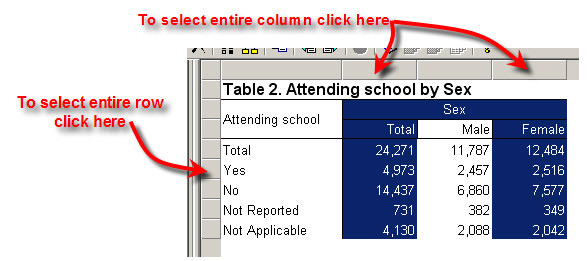 To select entire column click here
To select entire row
click here
Table 2. Attending school by Sex
Attending school Sex
Total Male Female
Total 24,271 11,787 12,484
Yes 4,973 2,457 2,516
No 14,437 6,860 7,577
Not Reported 731 382 349
Not Applicable 4,130 2,088 2,042